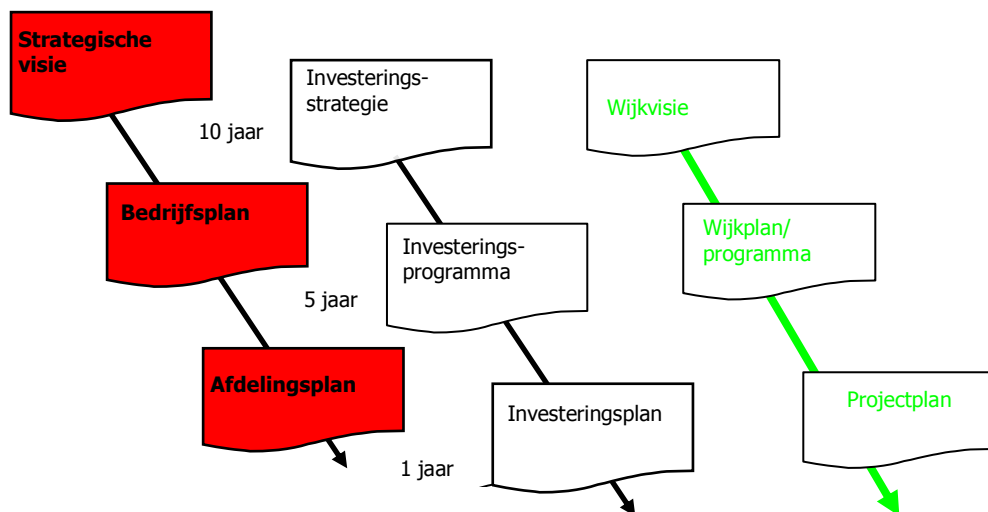 Strategische
visie
10 jaar
Investerings-
strategie
Wijkvisie
Bedrijfsplan
5 jaar
Investerings-
programma
Wijkplan/
programma
Afdelingsplan
1 jaar
Investeringsplan
Projectplan